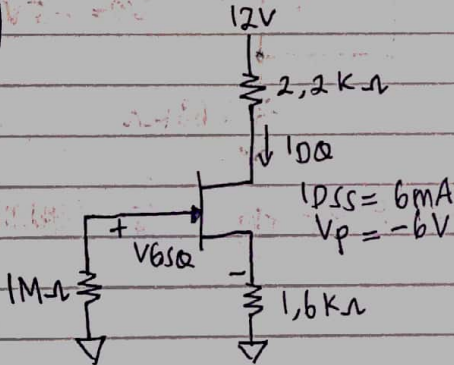 12V
2,2KΩ
IDQ
IDSS = 6mA
Vp = -6V
+
VGSQ
-
1MΩ
1,6KΩ